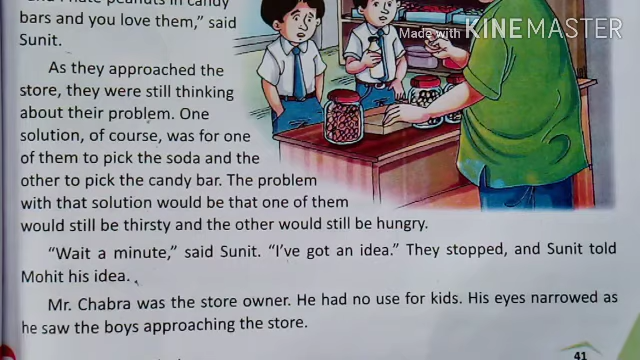 and I hate peanuts in candy
bars and you love them,” said
Sunit.
As they approached the
store, they were still thinking
about their problem. One
solution, of course, was for one
of them to pick the soda and the
other to pick the candy bar. The problem
with that solution would be that one of them
would still be thirsty and the other would still be hungry.
“Wait a minute,” said Sunit. “I’ve got an idea.” They stopped, and Sunit told
Mohit his idea.
Mr. Chabra was the store owner. He had no use for kids. His eyes narrowed as
he saw the boys approaching the store.
41
Made with KINEMASTER